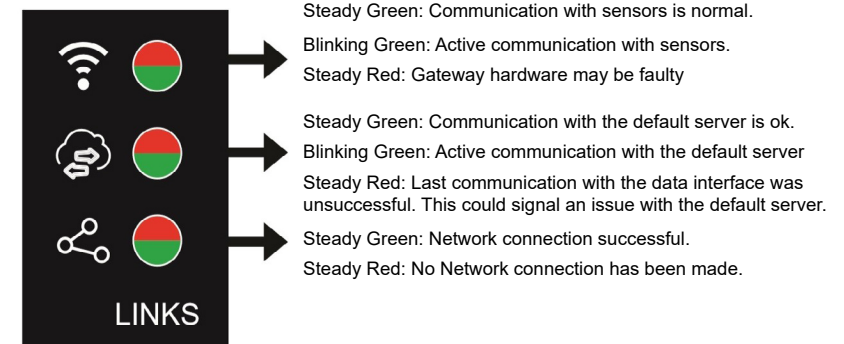 Steady Green: Communication with sensors is normal.
Blinking Green: Active communication with sensors.
Steady Red: Gateway hardware may be faulty
Steady Green: Communication with the default server is ok.
Blinking Green: Active communication with the default server
Steady Red: Last communication with the data interface was
unsuccessful. This could signal an issue with the default server.
Steady Green: Network connection successful.
Steady Red: No Network connection has been made.
LINKS